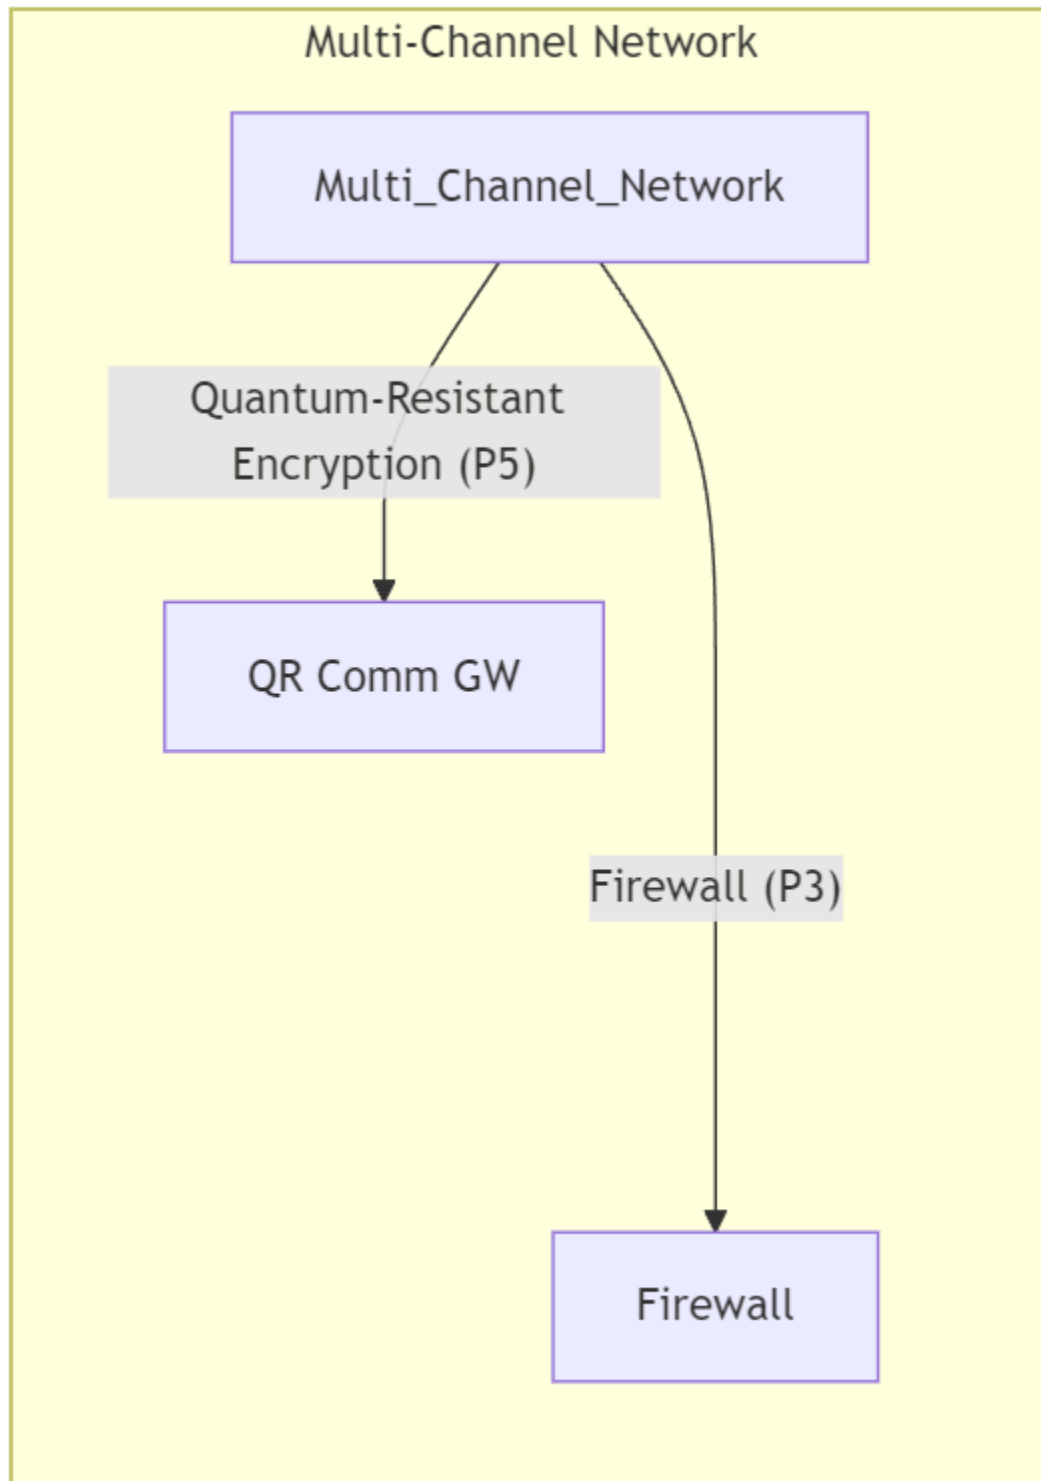 Multi-Channel Network
Multi_Channel_Network
Quantum-Resistant
Encryption (P5)
QR Comm GW
Firewall (P3)
Firewall